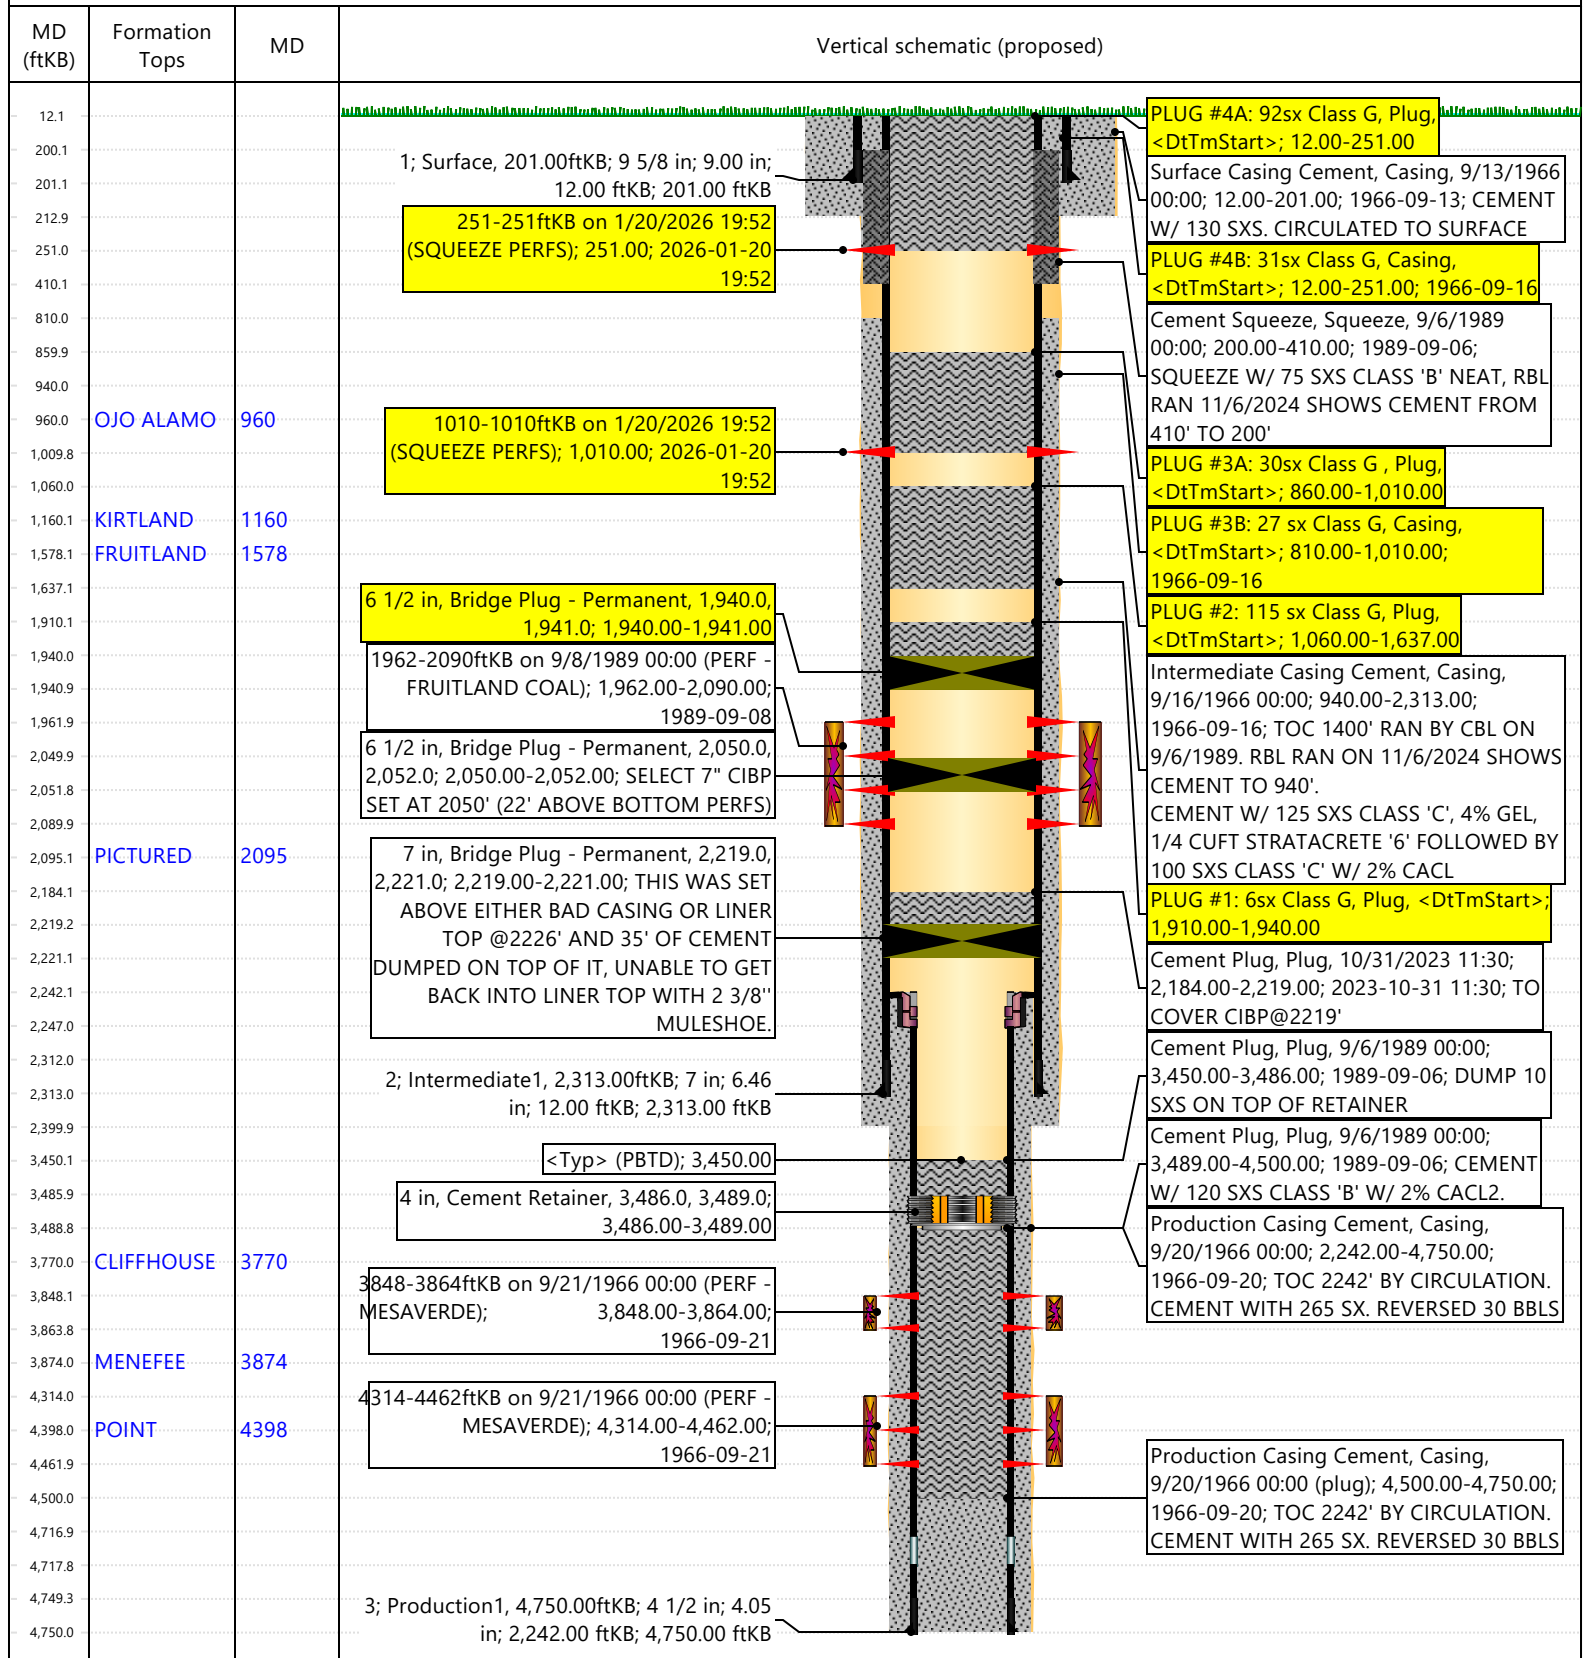 MD
(ftKB)
Formation
Tops
MD
Vertical schematic (proposed)
12.1
200.1
201.1
212.9
251.0
410.1
810.0
859.9
940.0
960.0
1,009.8
1,060.0
1,160.1
1,578.1
1,637.1
1,910.1
1,940.0
1,940.9
1,961.9
2,049.9
2,051.8
2,089.9
2,095.1
2,184.1
2,219.2
2,221.1
2,242.1
2,247.0
2,312.0
2,313.0
2,399.9
3,450.1
3,485.9
3,488.8
3,770.0
3,848.1
3,863.8
3,874.0
4,314.0
4,398.0
4,461.9
4,500.0
4,716.9
4,717.8
4,749.3
4,750.0
OJO ALAMO 960
KIRTLAND 1160
FRUITLAND 1578
PICTURED 2095
CLIFFHOUSE 3770
MENEFEE 3874
POINT 4398
1; Surface, 201.00ftKB; 9 5/8 in; 9.00 in;
12.00 ftKB; 201.00 ftKB
251-251ftKB on 1/20/2026 19:52
(SQUEEZE PERFS); 251.00; 2026-01-20
19:52
1010-1010ftKB on 1/20/2026 19:52
(SQUEEZE PERFS); 1,010.00; 2026-01-20
19:52
6 1/2 in, Bridge Plug - Permanent, 1,940.0,
1,941.0; 1,940.00-1,941.00
1962-2090ftKB on 9/8/1989 00:00 (PERF -
FRUITLAND COAL); 1,962.00-2,090.00;
1989-09-08
6 1/2 in, Bridge Plug - Permanent, 2,050.0,
2,052.0; 2,050.00-2,052.00; SELECT 7" CIBP
SET AT 2050' (22' ABOVE BOTTOM PERFS)
7 in, Bridge Plug - Permanent, 2,219.0,
2,221.0; 2,219.00-2,221.00; THIS WAS SET
ABOVE EITHER BAD CASING OR LINER
TOP @2226' AND 35' OF CEMENT
DUMPED ON TOP OF IT, UNABLE TO GET
BACK INTO LINER TOP WITH 2 3/8''
MULESHOE.
2; Intermediate1, 2,313.00ftKB; 7 in; 6.46
in; 12.00 ftKB; 2,313.00 ftKB
<Typ> (PBTD); 3,450.00
4 in, Cement Retainer, 3,486.0, 3,489.0;
3,486.00-3,489.00
3848-3864ftKB on 9/21/1966 00:00 (PERF -
MESAVERDE); 3,848.00-3,864.00;
1966-09-21
4314-4462ftKB on 9/21/1966 00:00 (PERF -
MESAVERDE); 4,314.00-4,462.00;
1966-09-21
3; Production1, 4,750.00ftKB; 4 1/2 in; 4.05
in; 2,242.00 ftKB; 4,750.00 ftKB
PLUG #4A: 92sx Class G, Plug,
<DtTmStart>; 12.00-251.00
Surface Casing Cement, Casing, 9/13/1966
00:00; 12.00-201.00; 1966-09-13; CEMENT
W/ 130 SXS. CIRCULATED TO SURFACE
PLUG #4B: 31sx Class G, Casing,
<DtTmStart>; 12.00-251.00; 1966-09-16
Cement Squeeze, Squeeze, 9/6/1989
00:00; 200.00-410.00; 1989-09-06;
SQUEEZE W/ 75 SXS CLASS 'B' NEAT, RBL
RAN 11/6/2024 SHOWS CEMENT FROM
410' TO 200'
PLUG #3A: 30sx Class G , Plug,
<DtTmStart>; 860.00-1,010.00
PLUG #3B: 27 sx Class G, Casing,
<DtTmStart>; 810.00-1,010.00;
1966-09-16
PLUG #2: 115 sx Class G, Plug,
<DtTmStart>; 1,060.00-1,637.00
Intermediate Casing Cement, Casing,
9/16/1966 00:00; 940.00-2,313.00;
1966-09-16; TOC 1400' RAN BY CBL ON
9/6/1989. RBL RAN ON 11/6/2024 SHOWS
CEMENT TO 940'.
CEMENT W/ 125 SXS CLASS 'C', 4% GEL,
1/4 CUFT STRATACRETE '6' FOLLOWED BY
100 SXS CLASS 'C' W/ 2% CACL
PLUG #1: 6sx Class G, Plug, <DtTmStart>;
1,910.00-1,940.00
Cement Plug, Plug, 10/31/2023 11:30;
2,184.00-2,219.00; 2023-10-31 11:30; TO
COVER CIBP@2219'
Cement Plug, Plug, 9/6/1989 00:00;
3,450.00-3,486.00; 1989-09-06; DUMP 10
SXS ON TOP OF RETAINER
Cement Plug, Plug, 9/6/1989 00:00;
3,489.00-4,500.00; 1989-09-06; CEMENT
W/ 120 SXS CLASS 'B' W/ 2% CACL2.
Production Casing Cement, Casing,
9/20/1966 00:00; 2,242.00-4,750.00;
1966-09-20; TOC 2242' BY CIRCULATION.
CEMENT WITH 265 SX. REVERSED 30 BBLS
Production Casing Cement, Casing,
9/20/1966 00:00 (plug); 4,500.00-4,750.00;
1966-09-20; TOC 2242' BY CIRCULATION.
CEMENT WITH 265 SX. REVERSED 30 BBLS